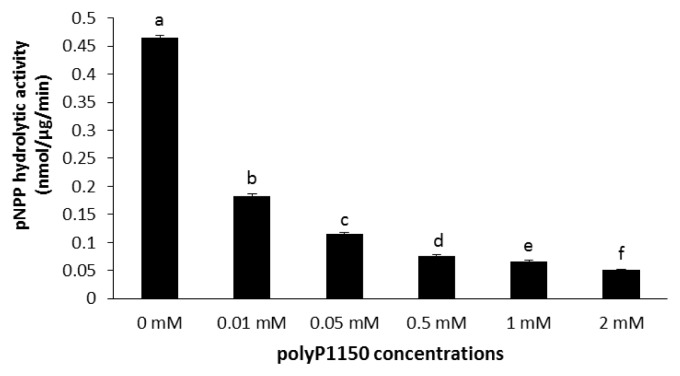 pNPP hydrolytic activity
(nmol/µg/min)
0.5
0.45
0.4
0.35
0.3
0.25
0.2
0.15
0.1
0.05
0
a
b
c
d
e
f
0 mM
0.01 mM
0.05 mM
0.5 mM
1 mM
2 mM
polyP1150 concentrations